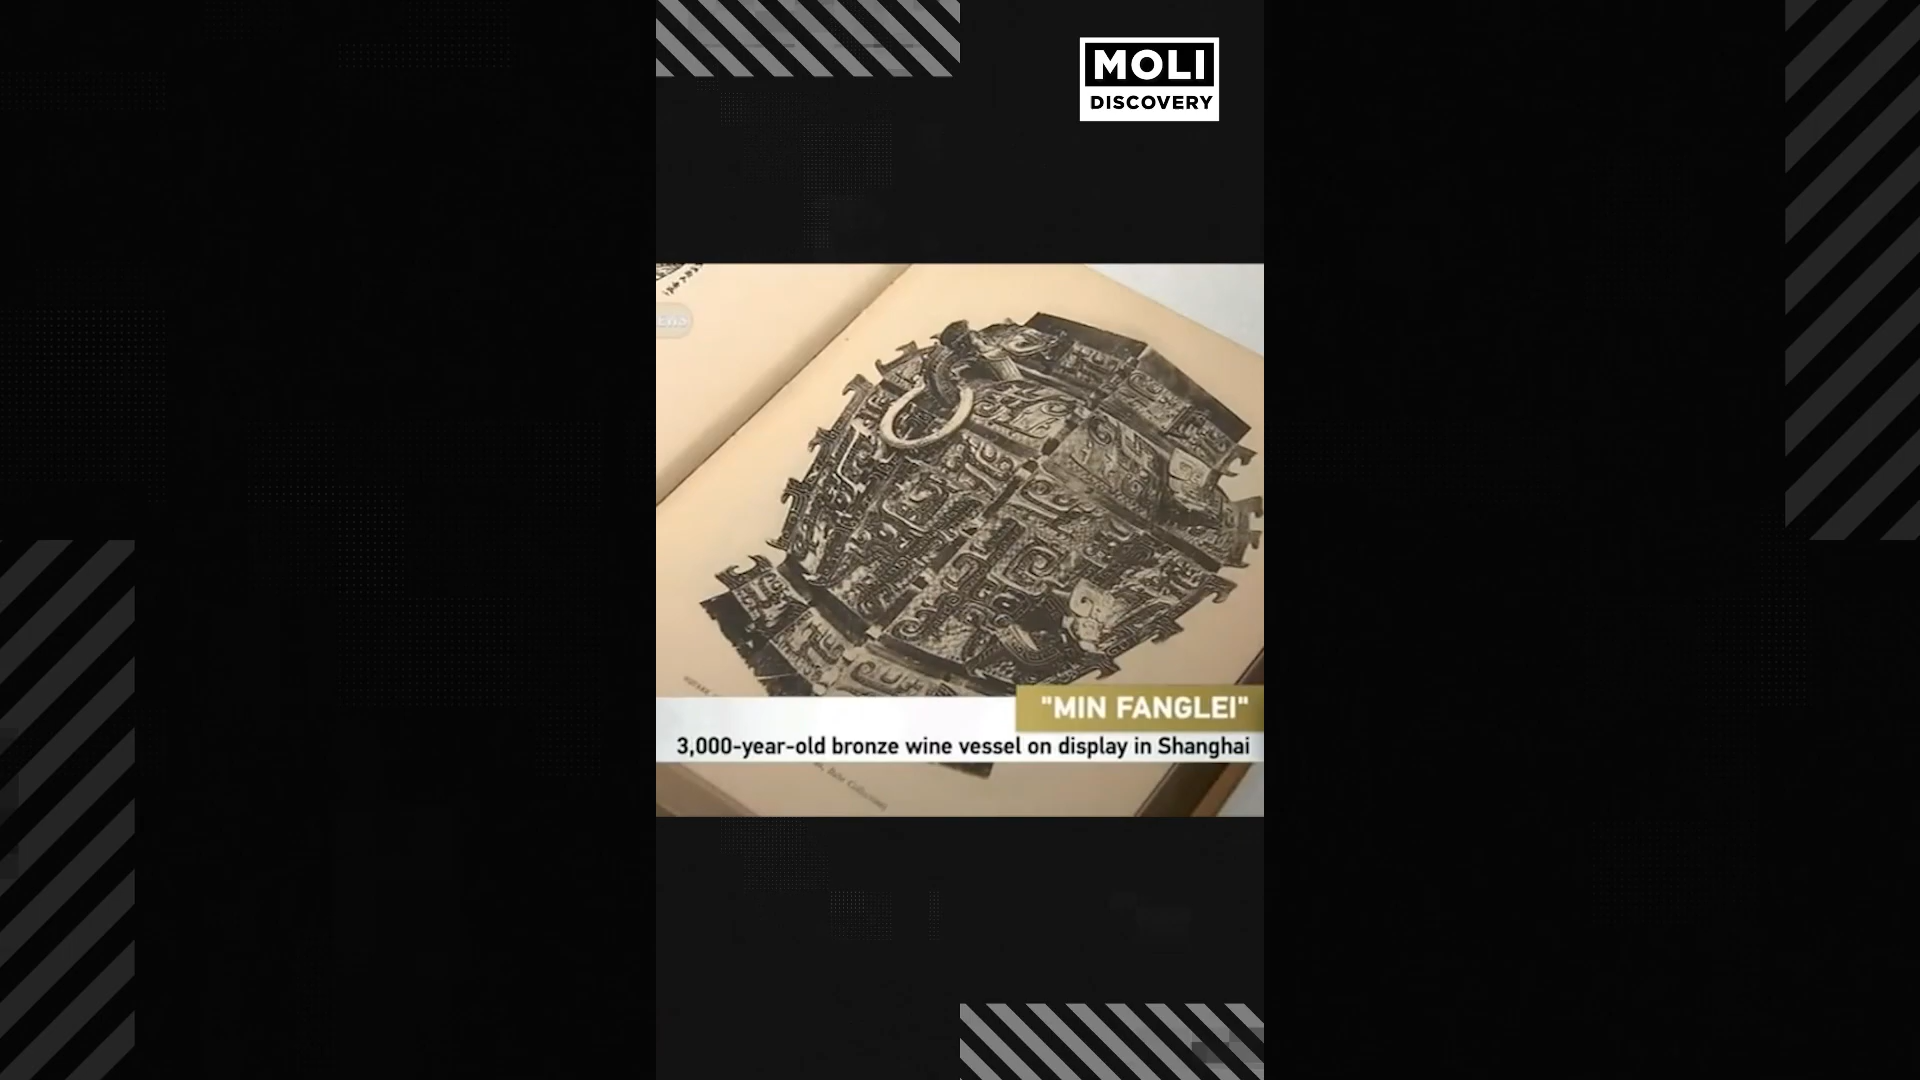 MOLI
DISCOVERY
"MIN FANGLEI"
3,000-year-old bronze wine vessel on display in Shanghai